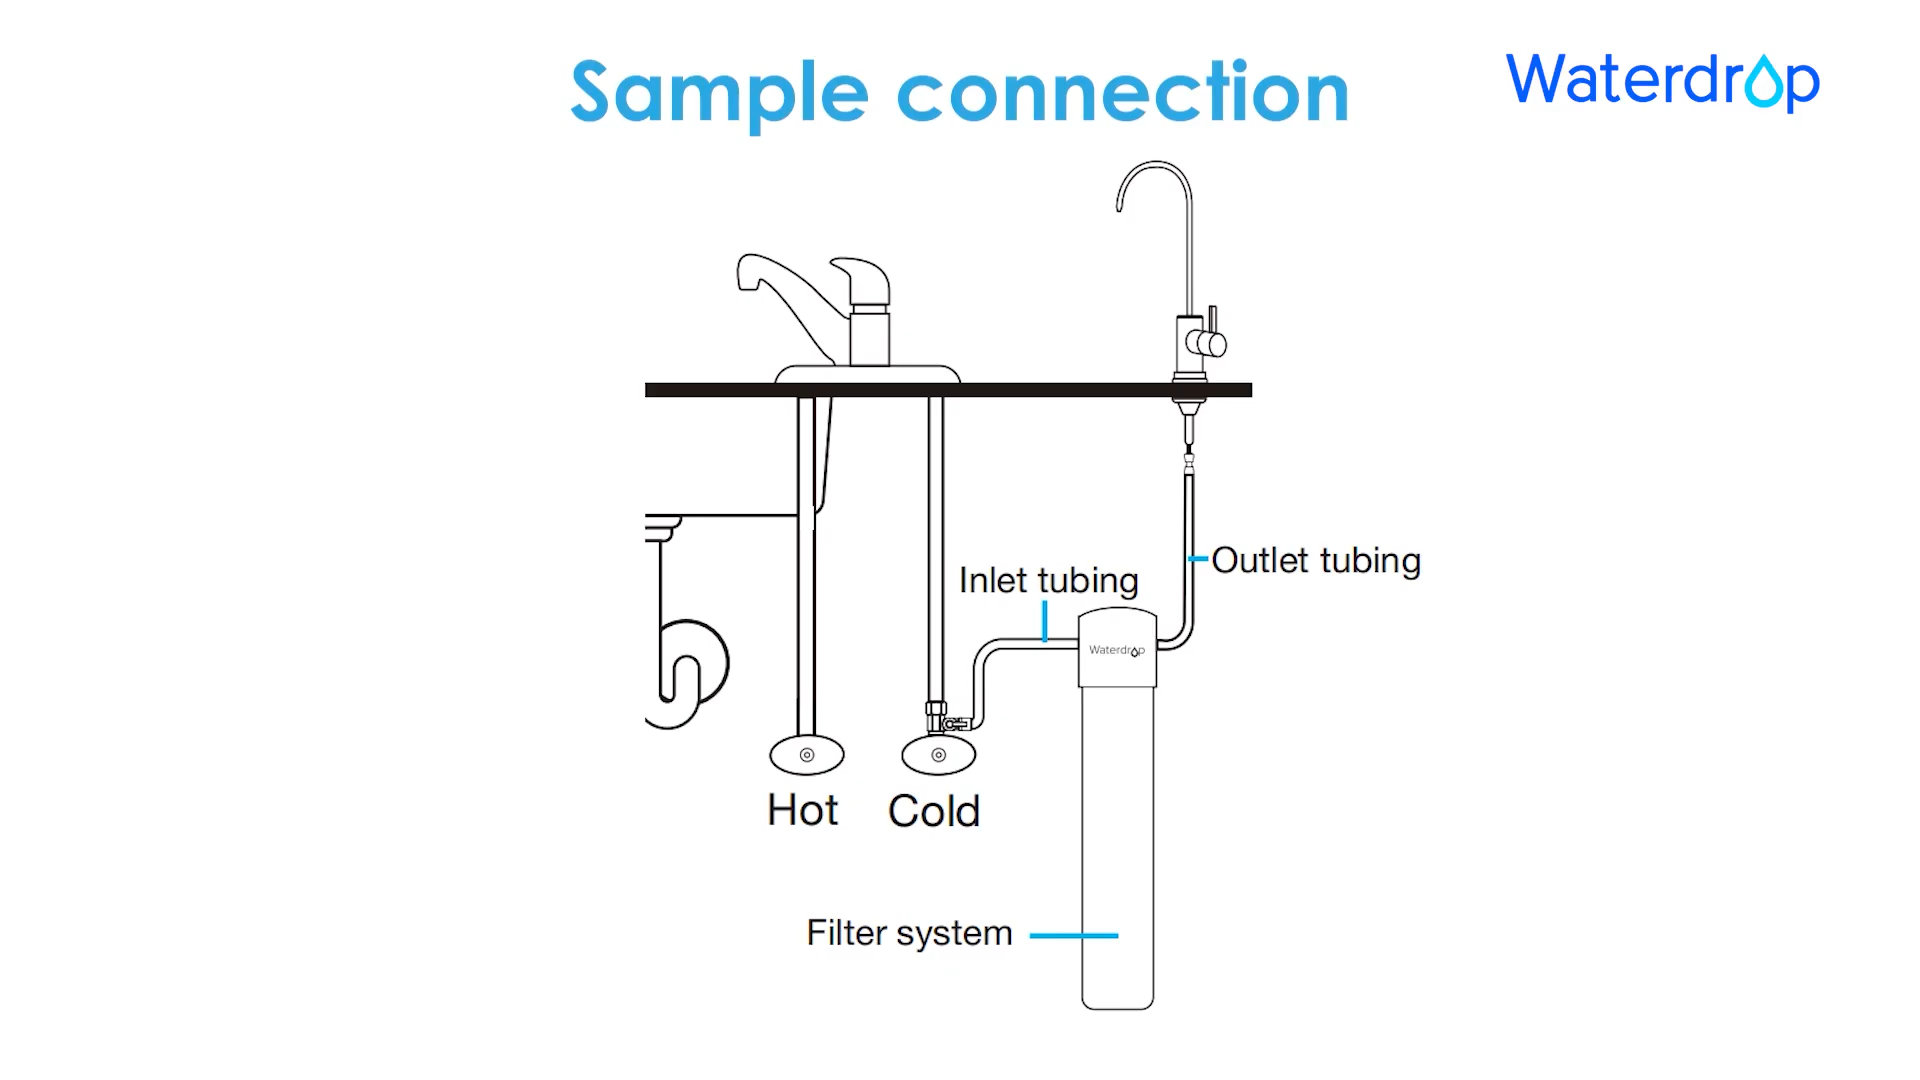 Sample connection
Waterdrop
Outlet tubing
Inlet tubing
Waterdrop
Hot
Cold
Filter system